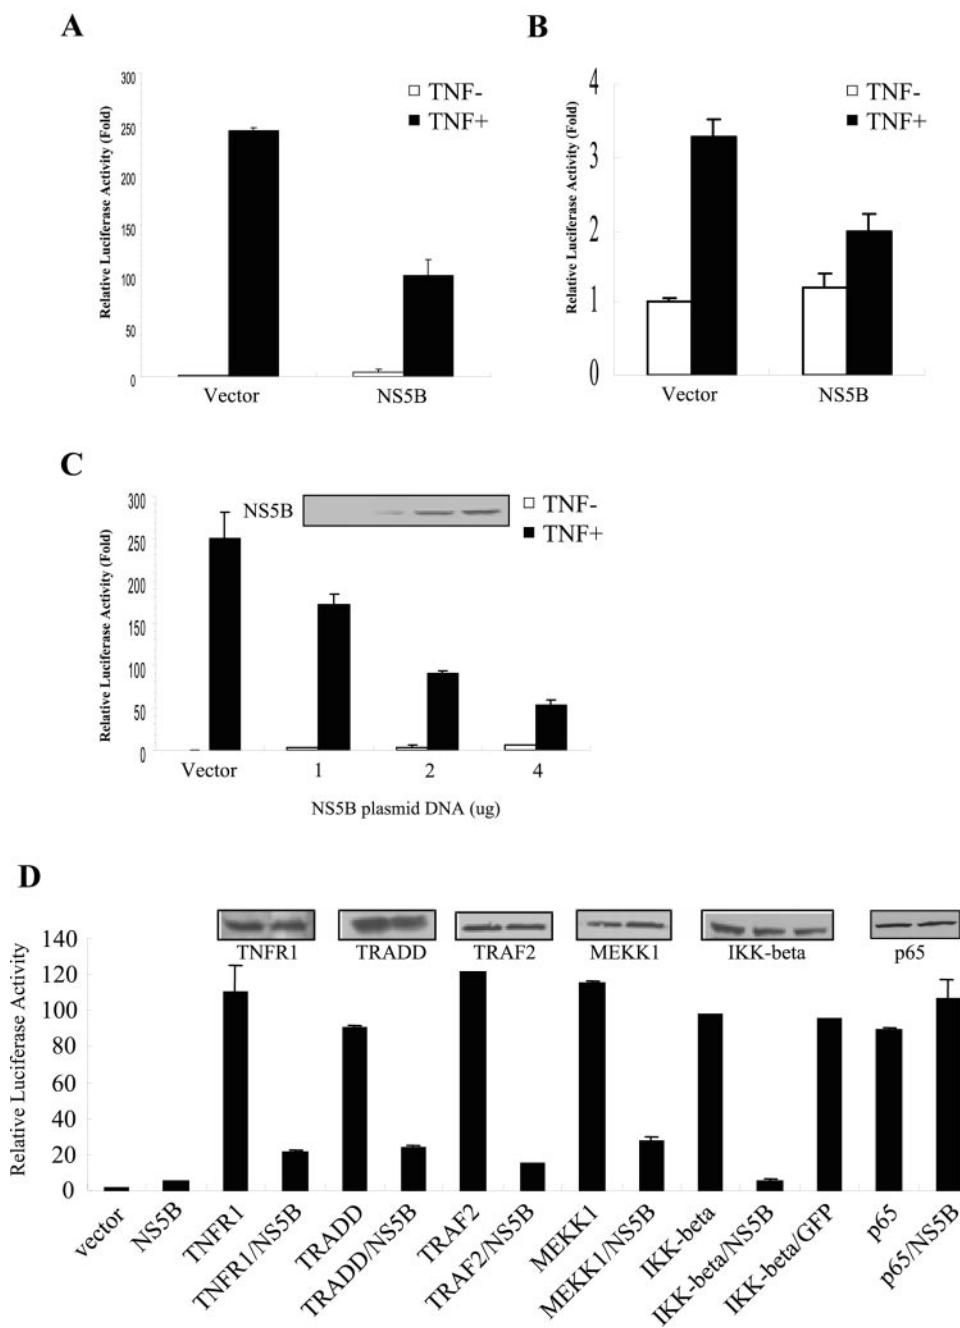 A
Relative Luciferase Activity (Fold)
300
250
200
150
100
50
0
TNF-
TNF+
Vector
NS5B
B
Relative Luciferase Activity (Fold)
4
3
2
1
0
TNF-
TNF+
Vector
NS5B
C
Relative Luciferase Activity (Fold)
300
250
200
150
100
50
0
NS5B
TNF-
TNF+
Vector
1
2
4
NS5B plasmid DNA (ug)
D
Relative Luciferase Activity
140
120
100
80
60
40
20
0
TNFR1
TRADD
TRAF2
MEKK1
IKK-beta
p65
vector
NS5B
TNFR1
TNFR1/NS5B
TRADD
TRADD/NS5B
TRAF2
TRAF2/NS5B
MEKK1
MEKK1/NS5B
IKK-beta
IKK-beta/NS5B
IKK-beta/GFP
p65
p65/NS5B